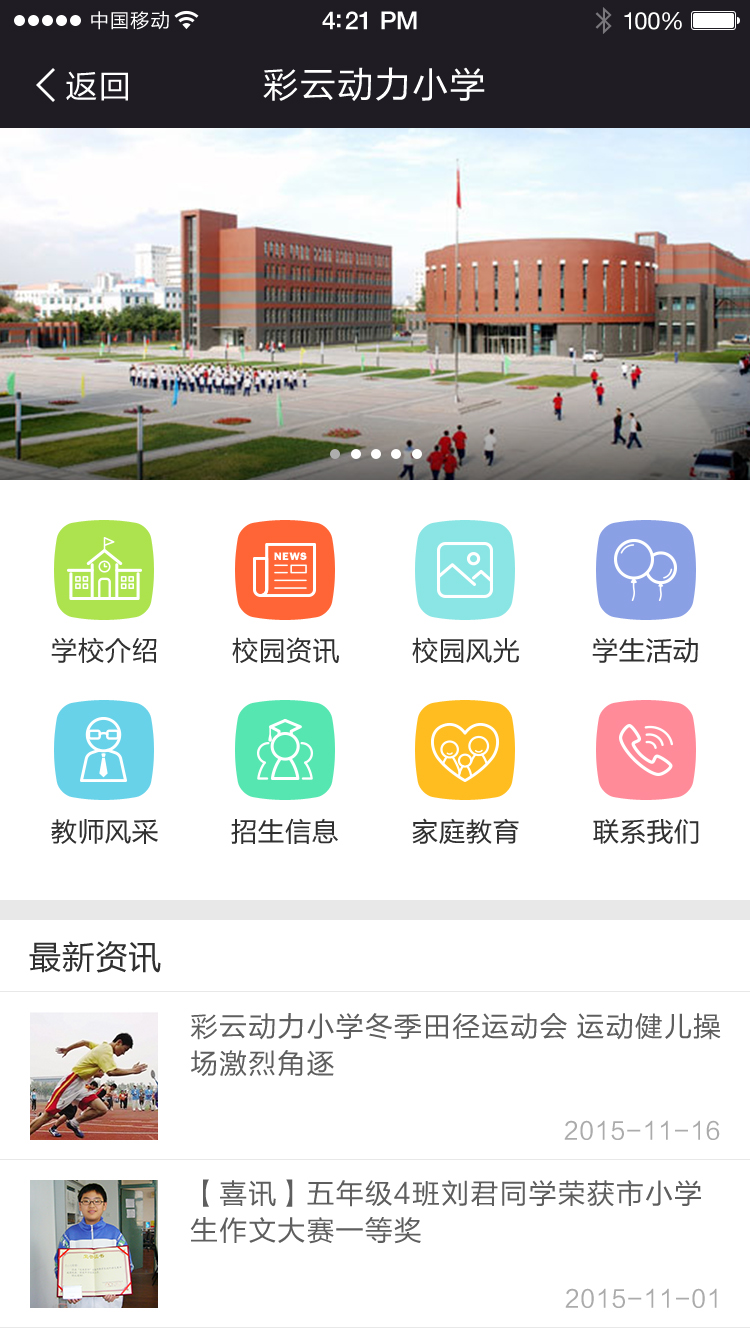 中国移动 4:21 PM 100%
返回 彩云动力小学
NEWS
学校介绍 校园资讯 校园风光 学生活动
教师风采 招生信息 家庭教育 联系我们
最新资讯
彩云动力小学冬季田径运动会 运动健儿操
场激烈角逐
2015-11-16
【喜讯】五年级4班刘君同学荣获市小学
生作文大赛一等奖
2015-11-01